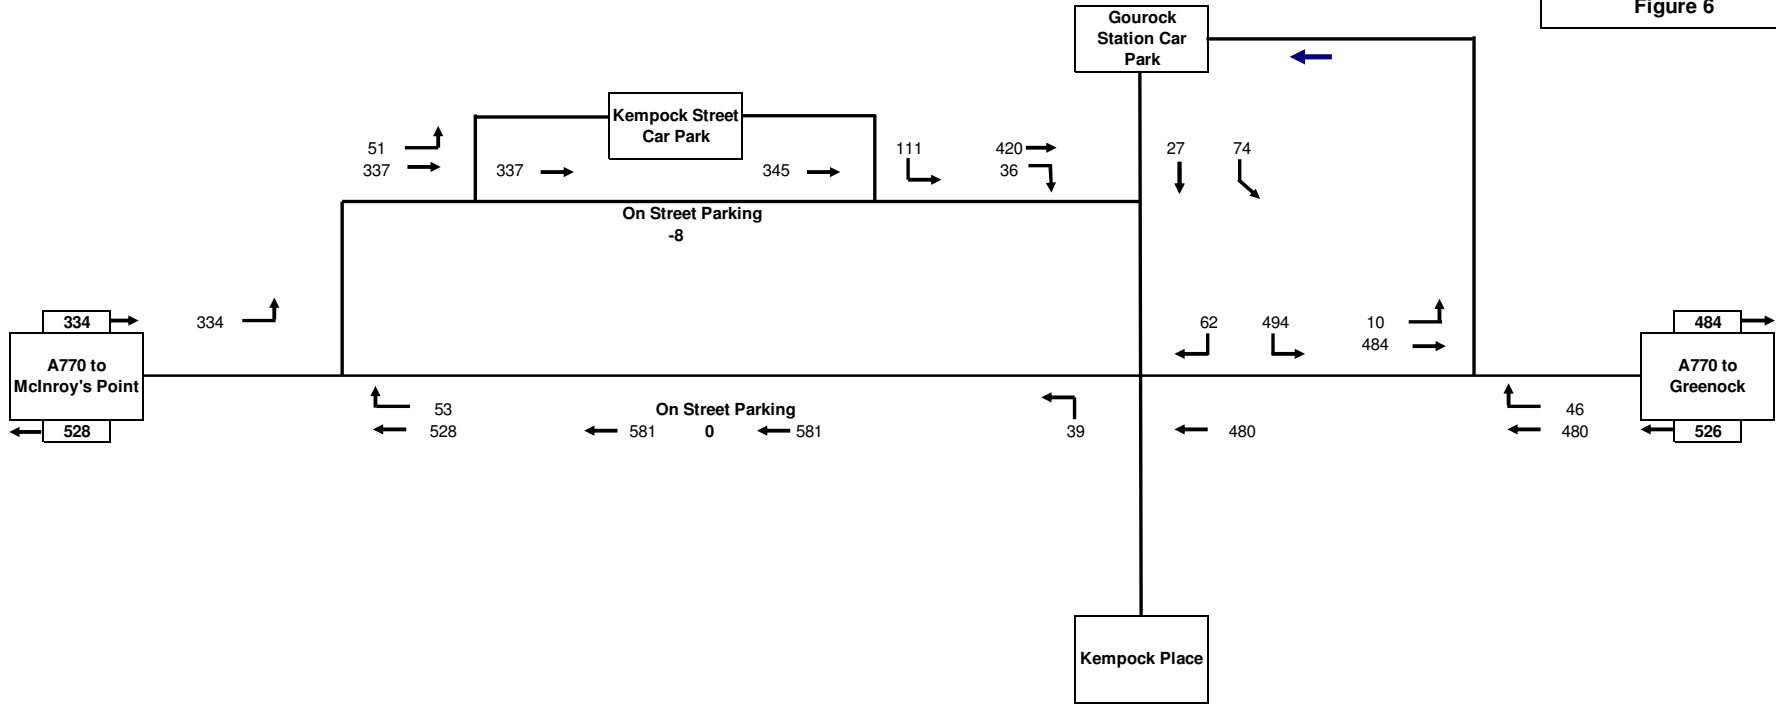 Figure 6
Gourock
Station Car
Park
Kempock Street
Car Park
51
337
337
345
111
420
36
27
74
On Street Parking
-8
334
334
62
494
10
484
484
A770 to
McInroy's Point
A770 to
Greenock
528
53
528
On Street Parking
581
0
581
39
480
46
480
526
Kempock Place